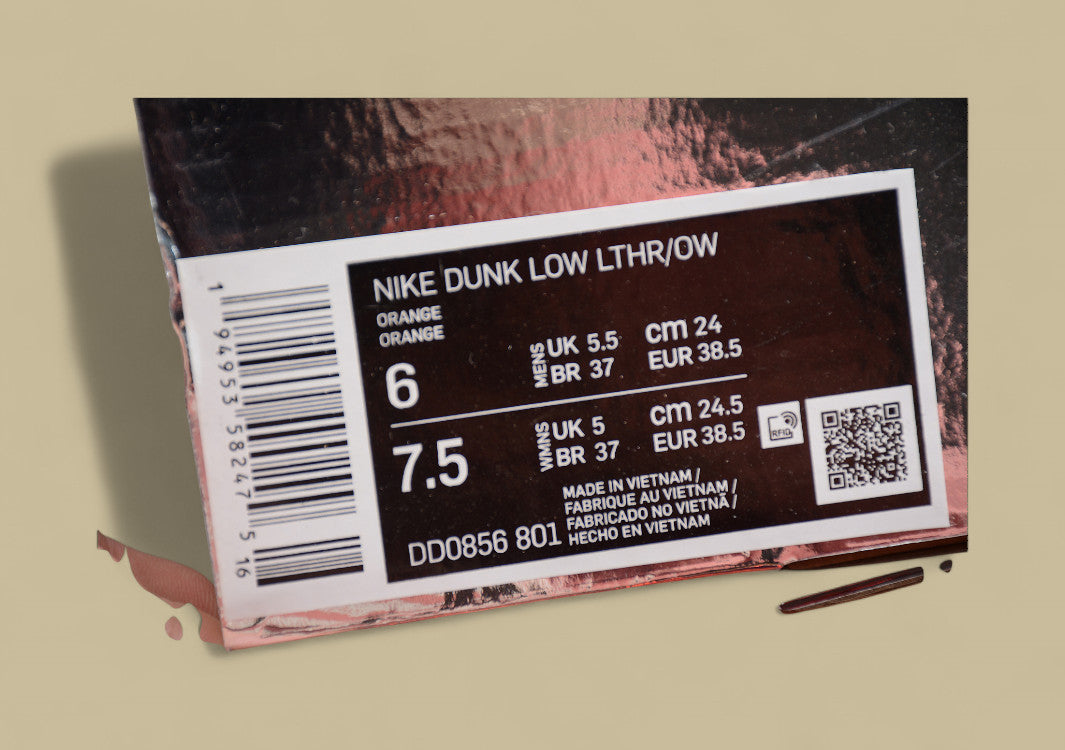 NIKE DUNK LOW LTHR/OW
ORANGE
ORANGE
6
MENS
UK 5.5
BR 37
cm 24
EUR 38.5
7.5
WMNS
UK 5
BR 37
cm 24.5
EUR 38.5
RFID
MADE IN VIETNAM /
FABRIQUE AU VIETNAM /
FABRICADO NO VIETNÃ /
HECHO EN VIETNAM
DD0856 801
1 94953 58247 5 16